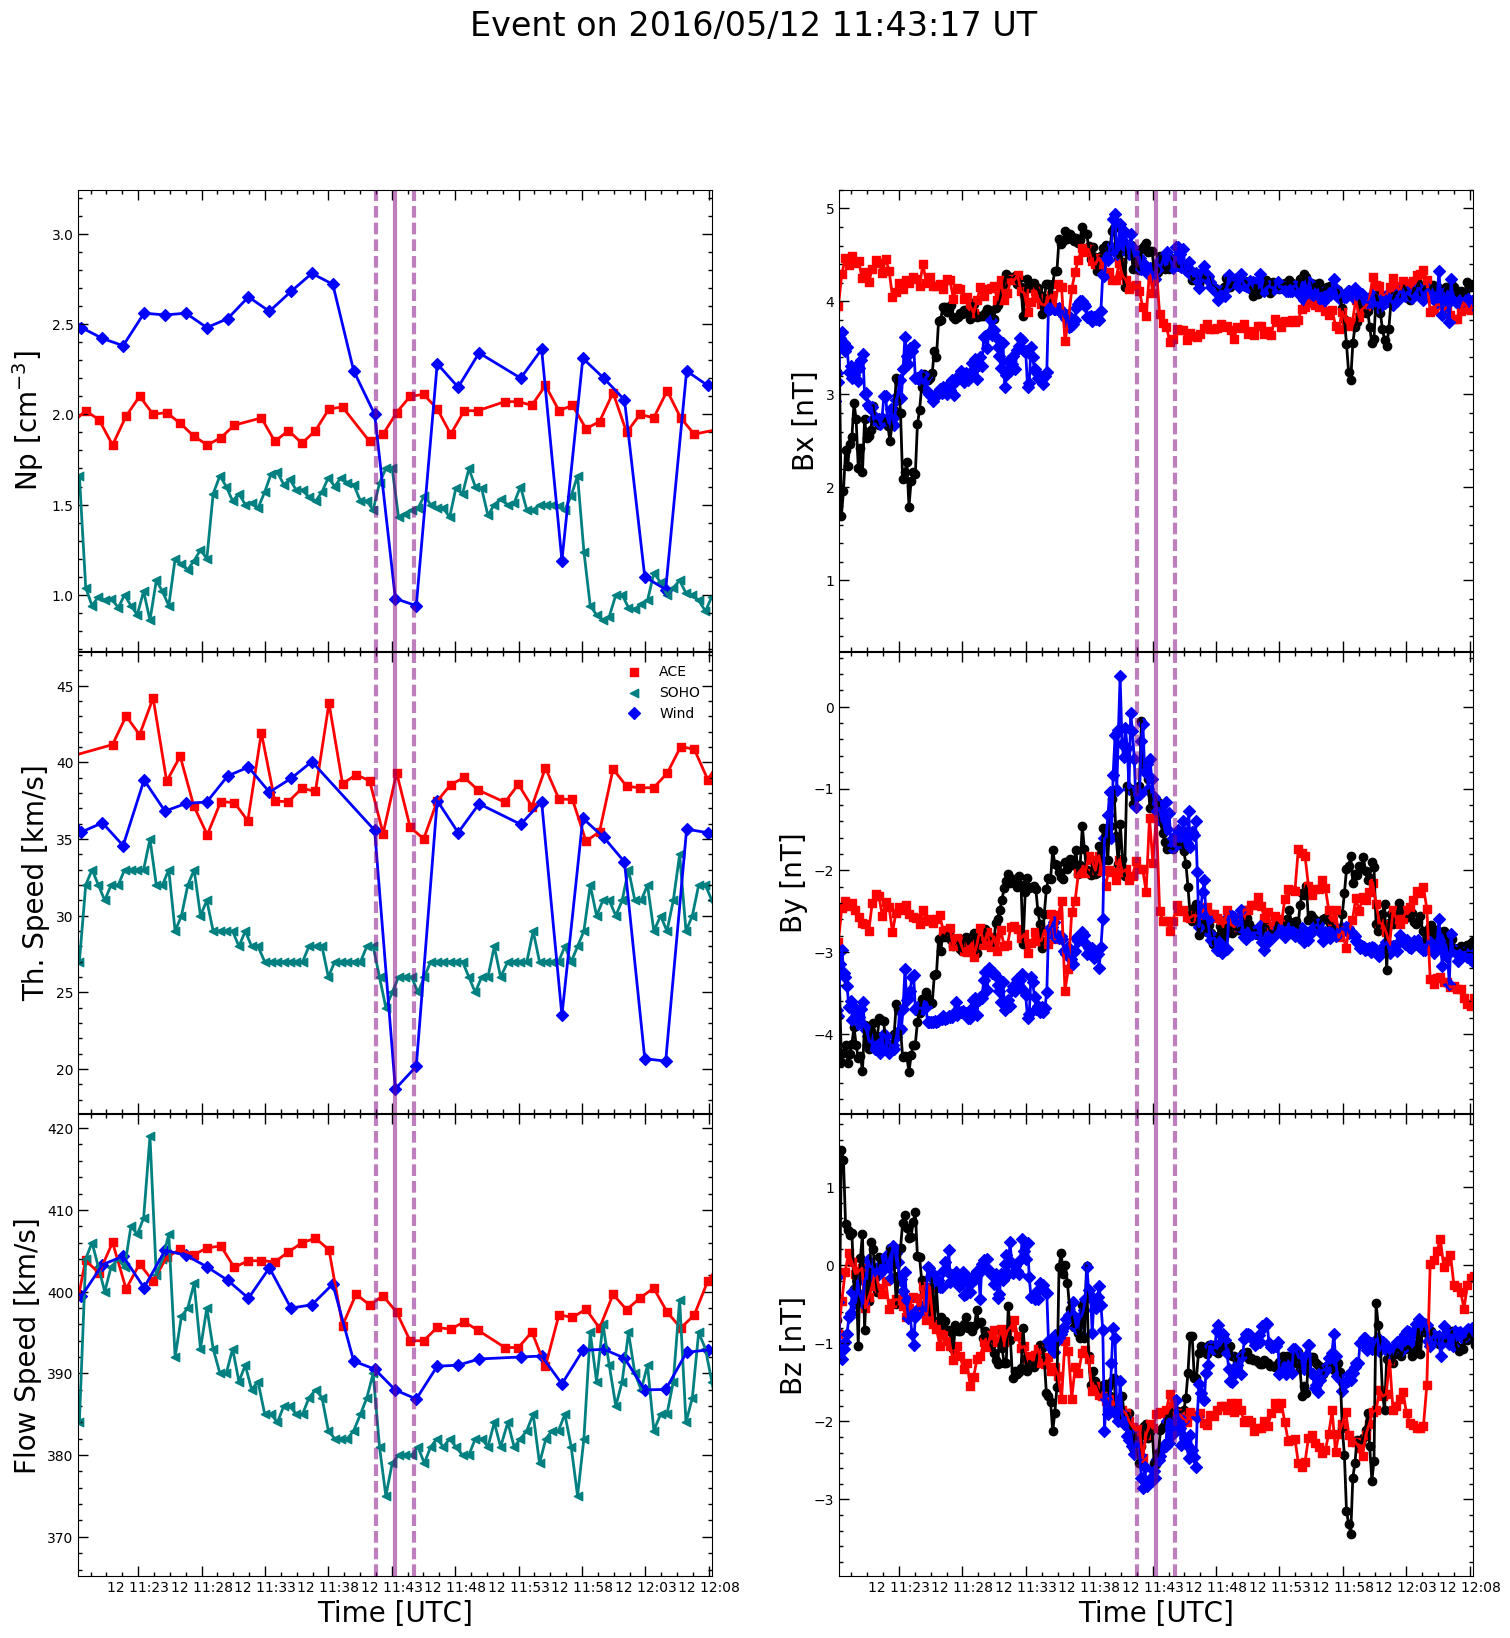 Event on 2016/05/12 11:43:17 UT
3.0
2.5
2.0
1.5
1.0
Np [cm⁻³]
45
40
35
30
25
20
Th. Speed [km/s]
ACE
SOHO
Wind
420
410
400
390
380
370
Flow Speed [km/s]
12 11:23 12 11:28 12 11:33 12 11:38 12 11:43 12 11:48 12 11:53 12 11:58 12 12:03 12 12:08
Time [UTC]
5
4
3
2
1
Bx [nT]
0
−1
−2
−3
−4
By [nT]
1
0
−1
−2
−3
Bz [nT]
12 11:23 12 11:28 12 11:33 12 11:38 12 11:43 12 11:48 12 11:53 12 11:58 12 12:03 12 12:08
Time [UTC]